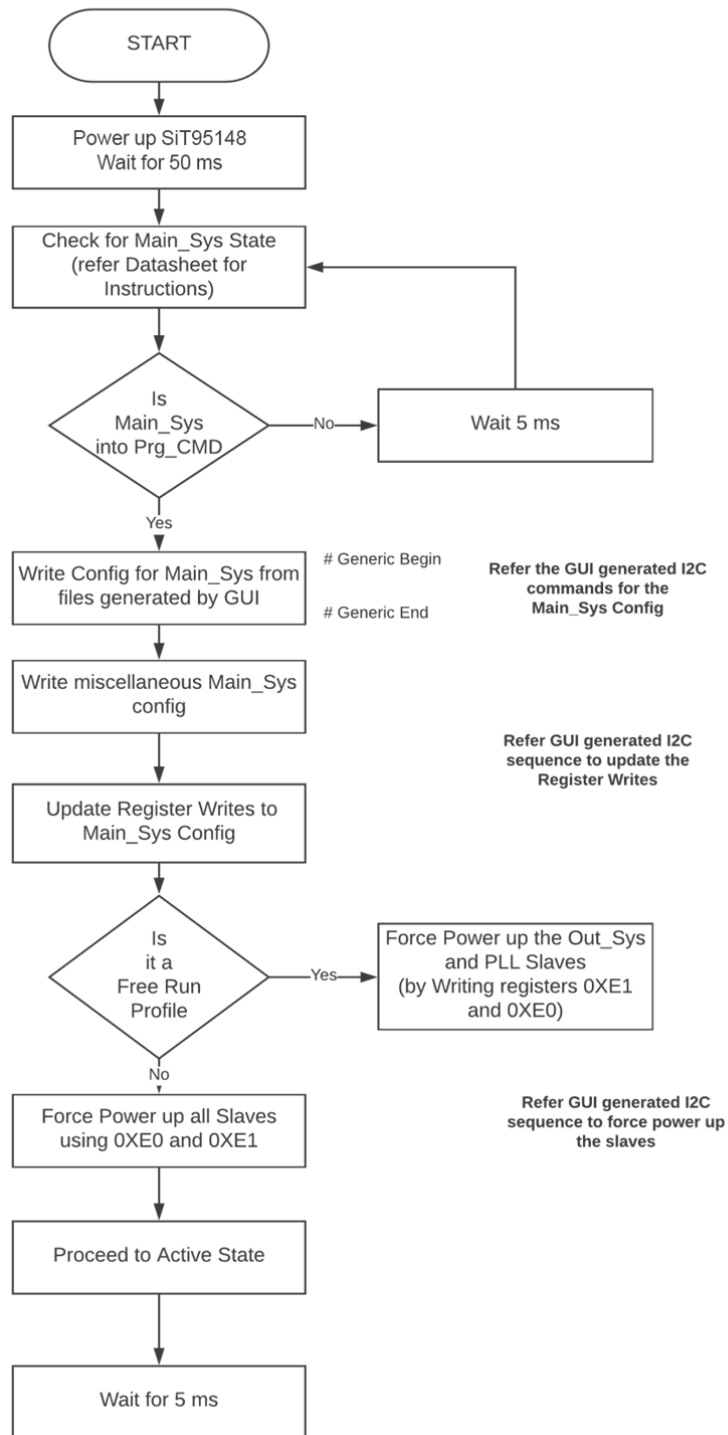 START
Power up SiT95148
Wait for 50 ms
Check for Main_Sys State
(refer Datasheet for
Instructions)
Is
Main_Sys
into Prg_CMD
No
Wait 5 ms
Yes
Write Config for Main_Sys from
files generated by GUI
# Generic Begin
# Generic End
Refer the GUI generated I2C
commands for the
Main_Sys Config
Write miscellaneous Main_Sys
config
Refer GUI generated I2C
sequence to update the
Register Writes
Update Register Writes to
Main_Sys Config
Is
it a
Free Run
Profile
Yes
Force Power up the Out_Sys
and PLL Slaves
(by Writing registers 0XE1
and 0XE0)
No
Force Power up all Slaves
using 0XE0 and 0XE1
Refer GUI generated I2C
sequence to force power up
the slaves
Proceed to Active State
Wait for 5 ms